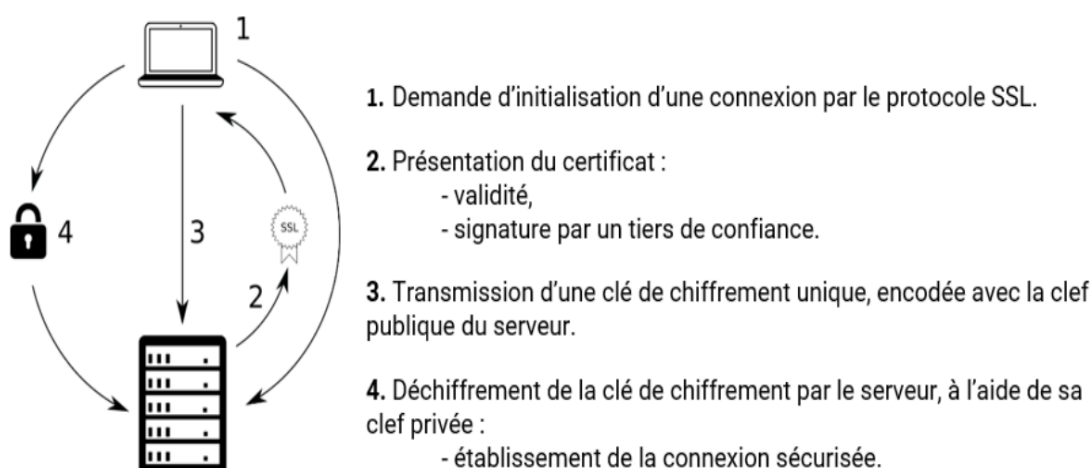 1
4
3
SSL
2
1. Demande d'initialisation d'une connexion par le protocole SSL.
2. Présentation du certificat :
- validité,
- signature par un tiers de confiance.
3. Transmission d'une clé de chiffrement unique, encodée avec la clef
publique du serveur.
4. Déchiffrement de la clé de chiffrement par le serveur, à l'aide de sa
clef privée :
- établissement de la connexion sécurisée.